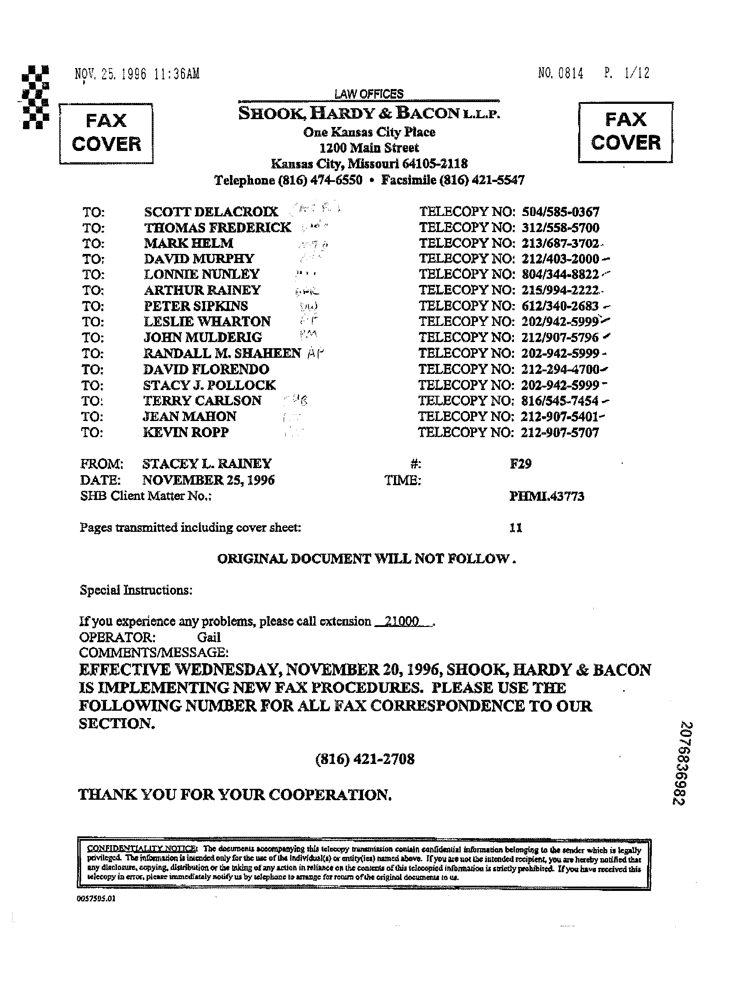 NOV. 25. 1996 11:36AM NO. 0814 P. 1/12
LAW OFFICES
SHOOK, HARDY & BACON L.L.P.
FAX COVER
FAX COVER
One Kansas City Place
1200 Main Street
Kansas City, Missouri 64105-2118
Telephone (816) 474-6550 • Facsimile (816) 421-5547
TO: SCOTT DELACROIX TELECOPY NO: 504/585-0367
TO: THOMAS FREDERICK TELECOPY NO: 312/558-5700
TO: MARK HELM TELECOPY NO: 213/687-3702
TO: DAVID MURPHY TELECOPY NO: 212/403-2000
TO: LONNIE NUNLEY TELECOPY NO: 804/344-8822
TO: ARTHUR RAINEY TELECOPY NO: 215/994-2222
TO: PETER SIPKINS TELECOPY NO: 612/340-2683
TO: LESLIE WHARTON TELECOPY NO: 202/942-5999
TO: JOHN MULDERIG TELECOPY NO: 212/907-5796
TO: RANDALL M. SHAHEEN AP TELECOPY NO: 202-942-5999
TO: DAVID FLORENDO TELECOPY NO: 212-294-4700
TO: STACY J. POLLOCK TELECOPY NO: 202-942-5999
TO: TERRY CARLSON TELECOPY NO: 816/545-7454
TO: JEAN MAHON TELECOPY NO: 212-907-5401
TO: KEVIN ROPP TELECOPY NO: 212-907-5707
FROM: STACEY L. RAINEY #: F29
DATE: NOVEMBER 25, 1996 TIME:
SHB Client Matter No.: PHMI.43773
Pages transmitted including cover sheet: 11
ORIGINAL DOCUMENT WILL NOT FOLLOW.
Special Instructions:
If you experience any problems, please call extension 21000.
OPERATOR: Gail
COMMENTS/MESSAGE:
EFFECTIVE WEDNESDAY, NOVEMBER 20, 1996, SHOOK, HARDY & BACON
IS IMPLEMENTING NEW FAX PROCEDURES. PLEASE USE THE
FOLLOWING NUMBER FOR ALL FAX CORRESPONDENCE TO OUR
SECTION.
(816) 421-2708
THANK YOU FOR YOUR COOPERATION.
2076836982
CONFIDENTIALITY NOTICE: The documents accompanying this telecopy transmission contain confidential information belonging to the sender which is legally
privileged. The information is intended only for the use of the individual(s) or entity(ies) named above. If you are not the intended recipient, you are hereby notified that
any disclosure, copying, distribution or the taking of any action in reliance on the contents of this telecopied information is strictly prohibited. If you have received this
telecopy in error, please immediately notify us by telephone to arrange for return of the original documents to us.
0057595.01